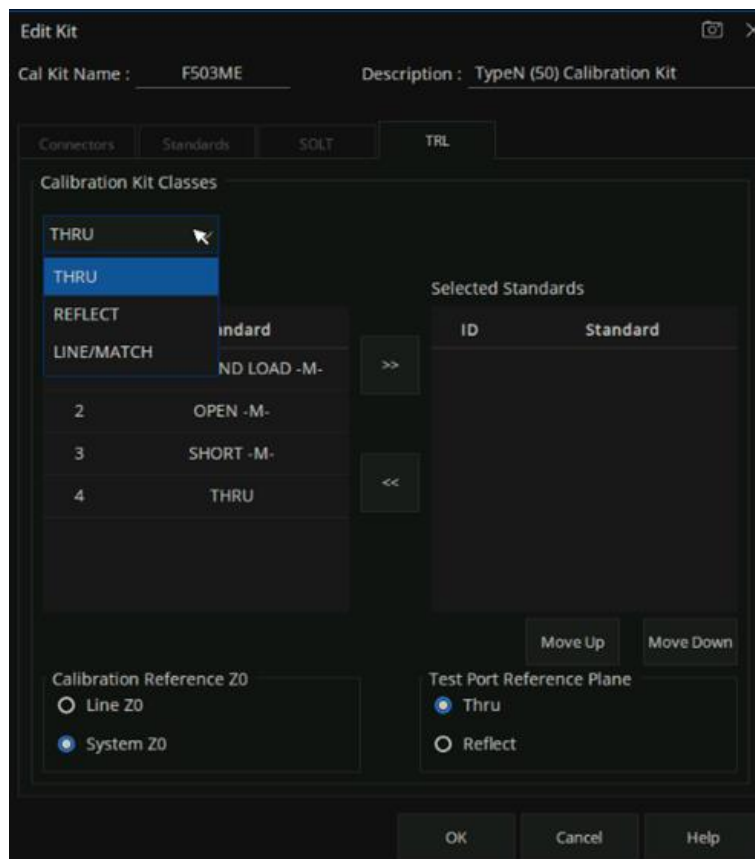 Edit Kit
Cal Kit Name : F503ME Description : TypeN (50) Calibration Kit
Connectors Standards SOLT TRL
Calibration Kit Classes
THRU
THRU
REFLECT
LINE/MATCH
Selected Standards
ndard ID Standard
ND LOAD -M- >>
2 OPEN -M-
3 SHORT -M-
4 THRU <<
Move Up Move Down
Calibration Reference Z0 Test Port Reference Plane
Line Z0 Thru
System Z0 Reflect
OK Cancel Help